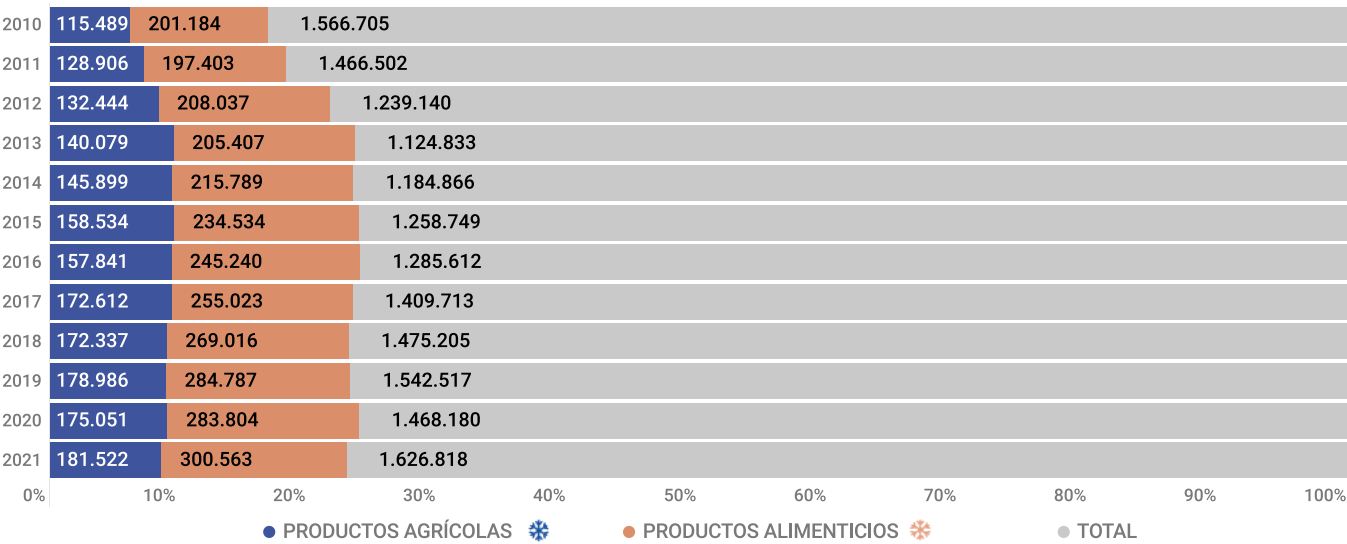 2010 115.489 201.184 1.566.705
2011 128.906 197.403 1.466.502
2012 132.444 208.037 1.239.140
2013 140.079 205.407 1.124.833
2014 145.899 215.789 1.184.866
2015 158.534 234.534 1.258.749
2016 157.841 245.240 1.285.612
2017 172.612 255.023 1.409.713
2018 172.337 269.016 1.475.205
2019 178.986 284.787 1.542.517
2020 175.051 283.804 1.468.180
2021 181.522 300.563 1.626.818
0% 10% 20% 30% 40% 50% 60% 70% 80% 90% 100%
PRODUCTOS AGRÍCOLAS PRODUCTOS ALIMENTICIOS TOTAL